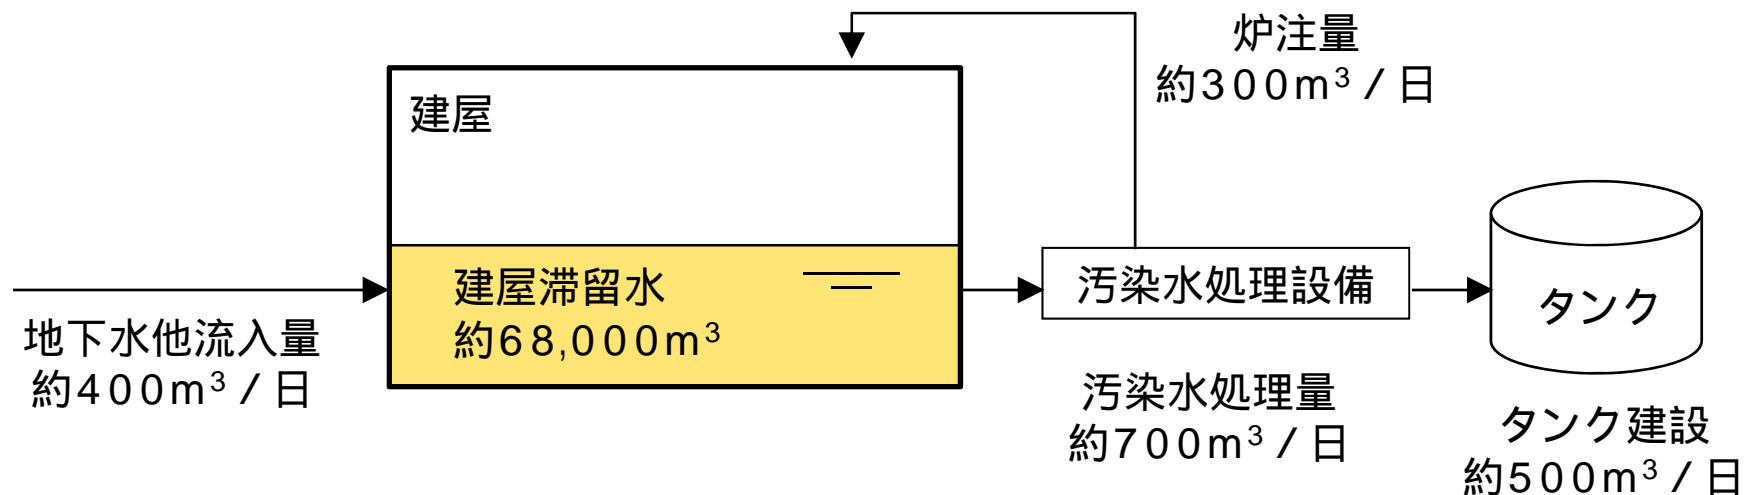 炉注量
約300m³/日
建屋
建屋滞留水
約68,000m³
地下水他流入量
約400m³/日
汚染水処理設備
汚染水処理量
約700m³/日
タンク
タンク建設
約500m³/日